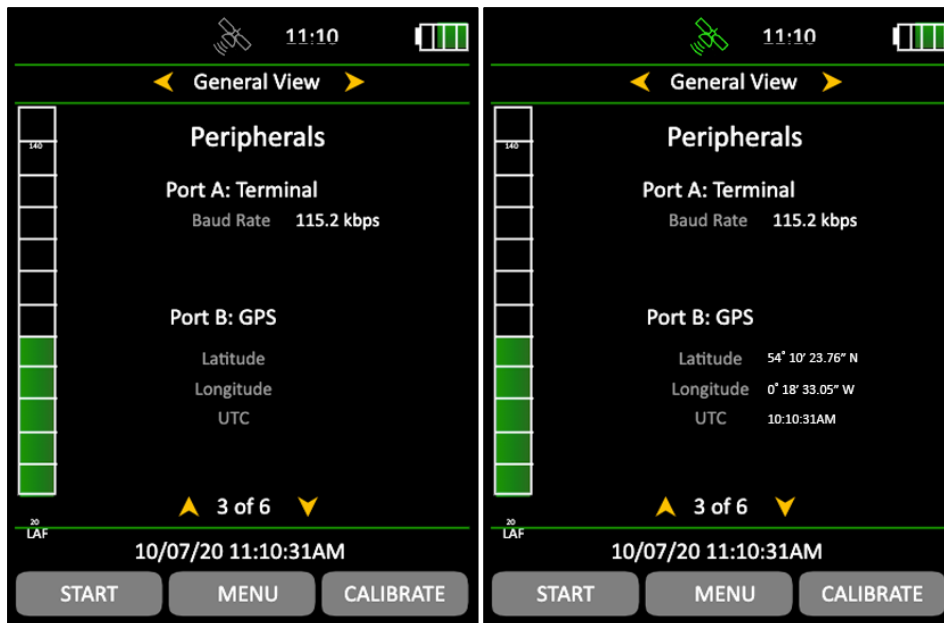 11:10
General View
140
Peripherals
Port A: Terminal
Baud Rate 115.2 kbps
Port B: GPS
Latitude
Longitude
UTC
3 of 6
20
LAF
10/07/20 11:10:31AM
START MENU CALIBRATE
11:10
General View
140
Peripherals
Port A: Terminal
Baud Rate 115.2 kbps
Port B: GPS
Latitude 54° 10' 23.76" N
Longitude 0° 18' 33.05" W
UTC 10:10:31AM
3 of 6
20
LAF
10/07/20 11:10:31AM
START MENU CALIBRATE